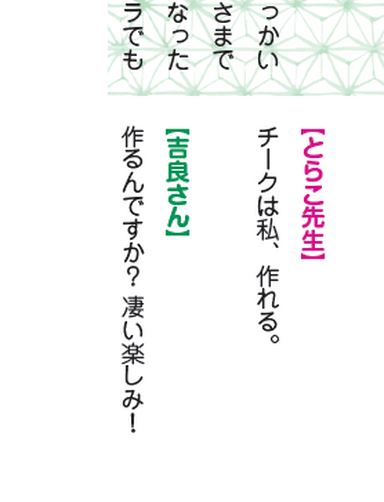 っかい
さまで
なった
ラでも
【とらこ先生】
チークは私、作れる。
【吉良さん】
作るんですか？ 凄い楽しみ！